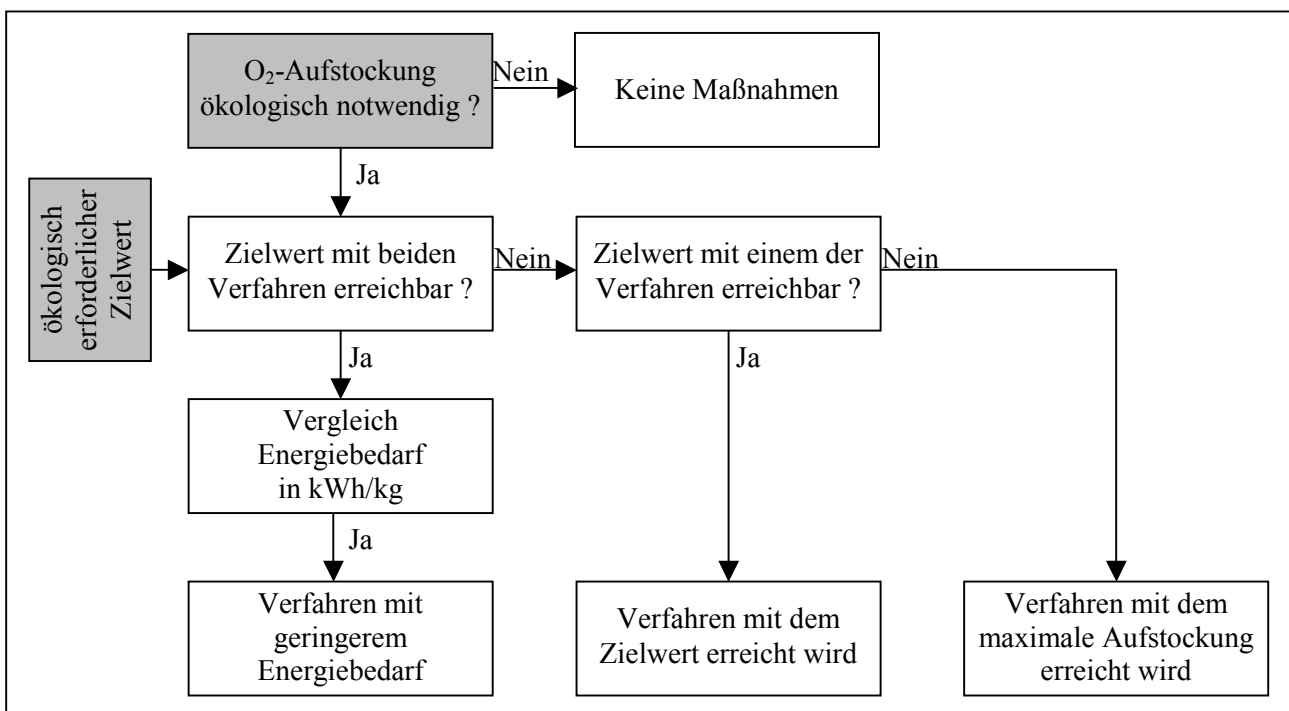 O₂-Aufstockung
ökologisch notwendig ?
Nein
Keine Maßnahmen
Ja
ökologisch
erforderlicher
Zielwert
Zielwert mit beiden
Verfahren erreichbar ?
Nein
Zielwert mit einem der
Verfahren erreichbar ?
Nein
Ja
Ja
Vergleich
Energiebedarf
in kWh/kg
Ja
Verfahren mit
geringerem
Energiebedarf
Verfahren mit dem
Zielwert erreicht wird
Verfahren mit dem
maximale Aufstockung
erreicht wird